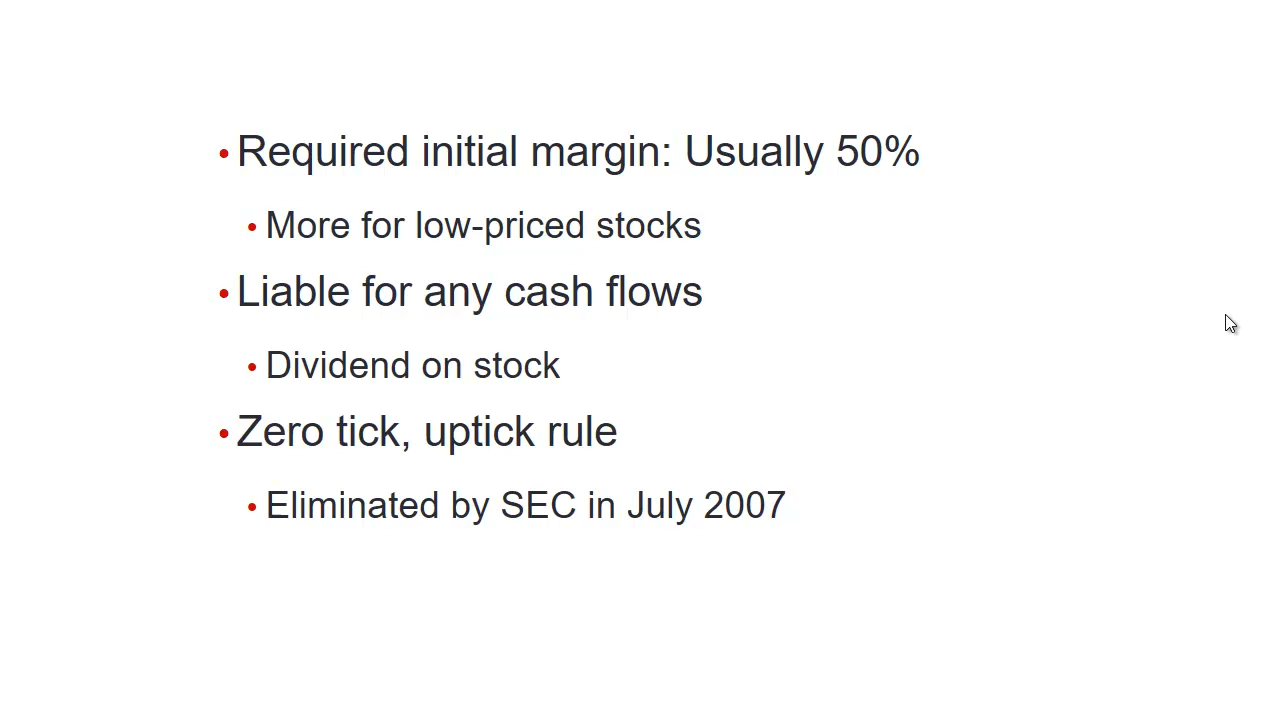 • Required initial margin: Usually 50%
• More for low-priced stocks
• Liable for any cash flows
• Dividend on stock
• Zero tick, uptick rule
• Eliminated by SEC in July 2007